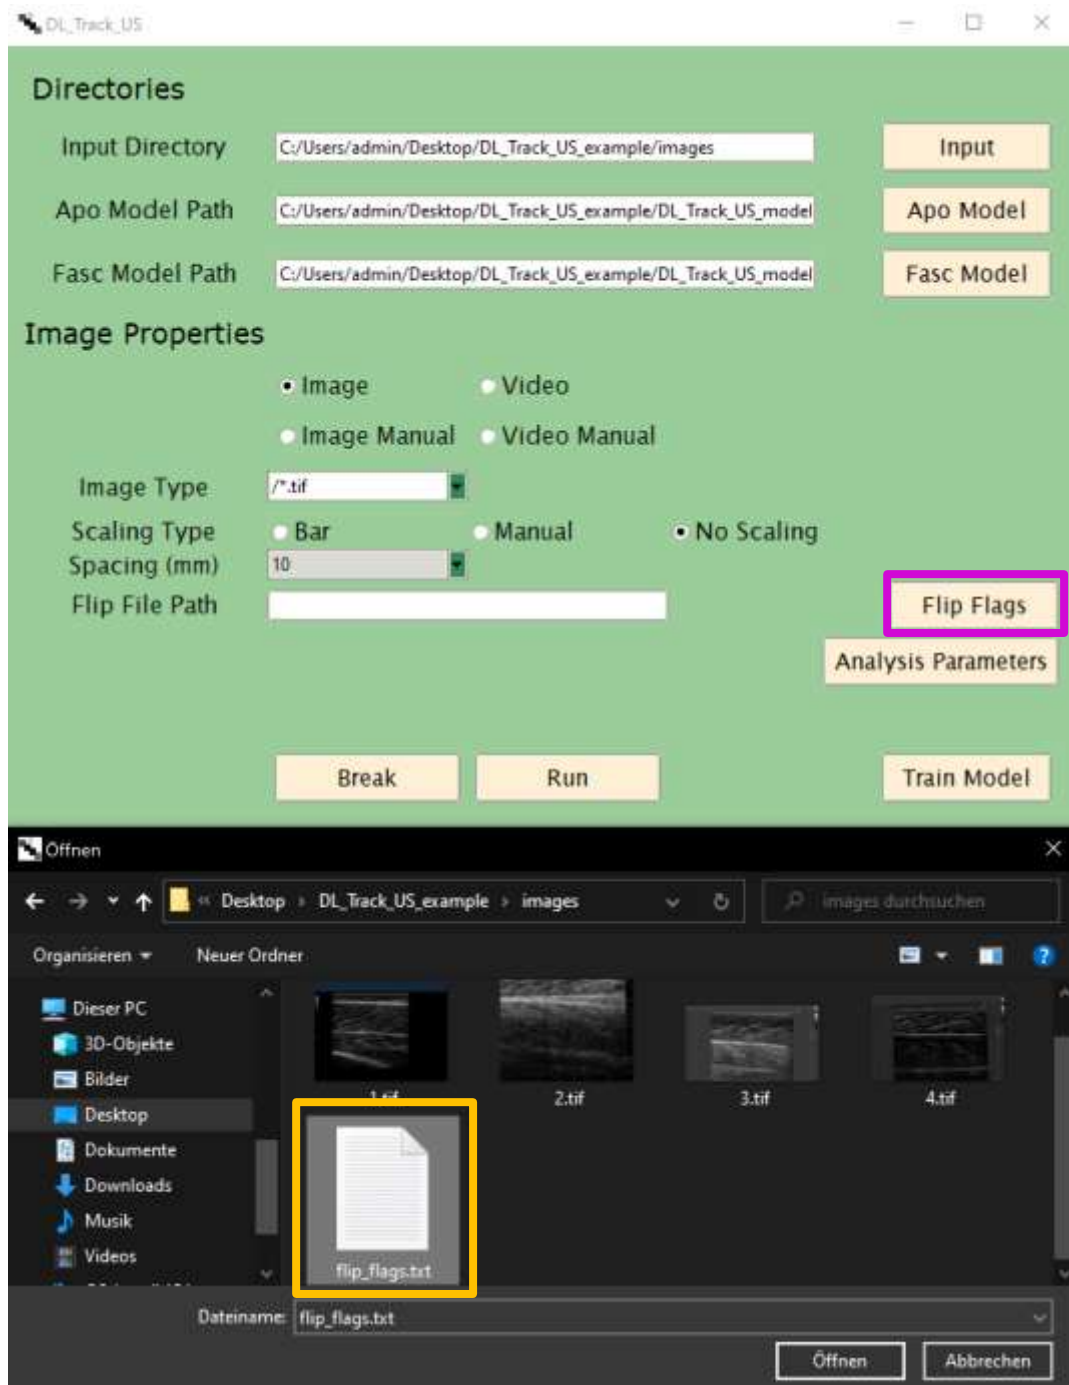 DL_Track_US
Directories
Input Directory C:/Users/admin/Desktop/DL_Track_US_example/images Input
Apo Model Path C:/Users/admin/Desktop/DL_Track_US_example/DL_Track_US_model Apo Model
Fasc Model Path C:/Users/admin/Desktop/DL_Track_US_example/DL_Track_US_model Fasc Model
Image Properties
Image Video
Image Manual Video Manual
Image Type /*.tif
Scaling Type Bar Manual No Scaling
Spacing (mm) 10
Flip File Path Flip Flags
Analysis Parameters
Break Run Train Model
Öffnen
« Desktop › DL_Track_US_example › images images durchsuchen
Organisieren Neuer Ordner
Dieser PC
3D-Objekte
Bilder
Desktop
Dokumente
Downloads
Musik
Videos
1.tif 2.tif 3.tif 4.tif
flip_flags.txt
Dateiname: flip_flags.txt
Öffnen Abbrechen